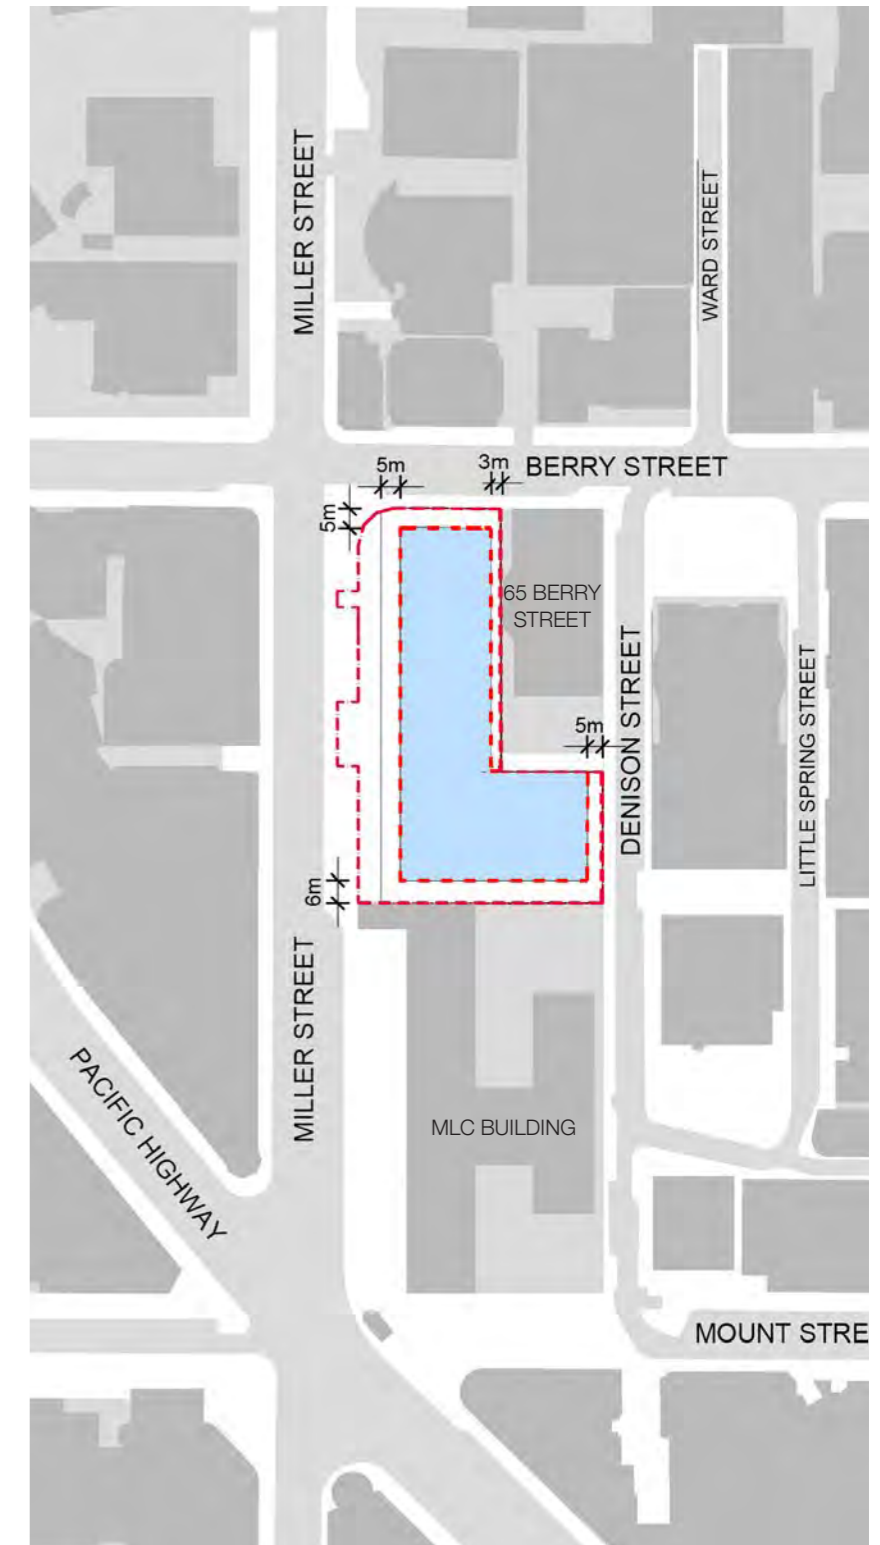 MILLER STREET
WARD STREET
5m
3m
BERRY STREET
5m
65 BERRY
STREET
5m
DENISON STREET
LITTLE SPRING STREET
6m
MILLER STREET
PACIFIC HIGHWAY
MLC BUILDING
MOUNT STRE